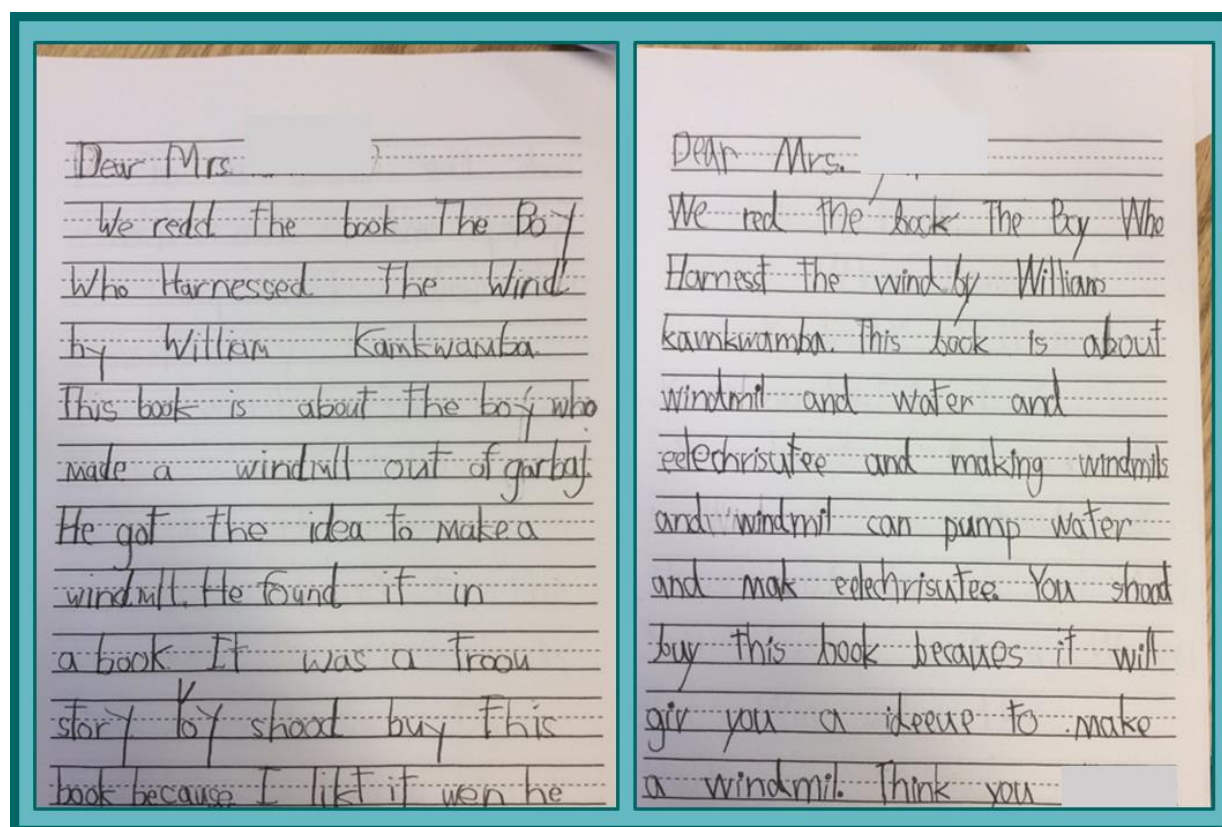 Dear Mrs.
We redd the book The Boy
Who Harnessed The Wind
by William Kamkwamba.
This book is about the boy who
made a windmill out of garbaj.
He got the idea to make a
windmill. He found it in
a book. It was a troou
story. Yoy shood buy this
book because I likt it wen he
Dear Mrs.
We red the book The Boy Who
Harnest the wind by William
kamkwamba. This book is about
windmil and water and
eelechrisutee and making windmils
and windmil can pump water
and mak eelechrisutee. You shood
buy this book becaues it will
giv you a ideeue to make
a windmil. Think you